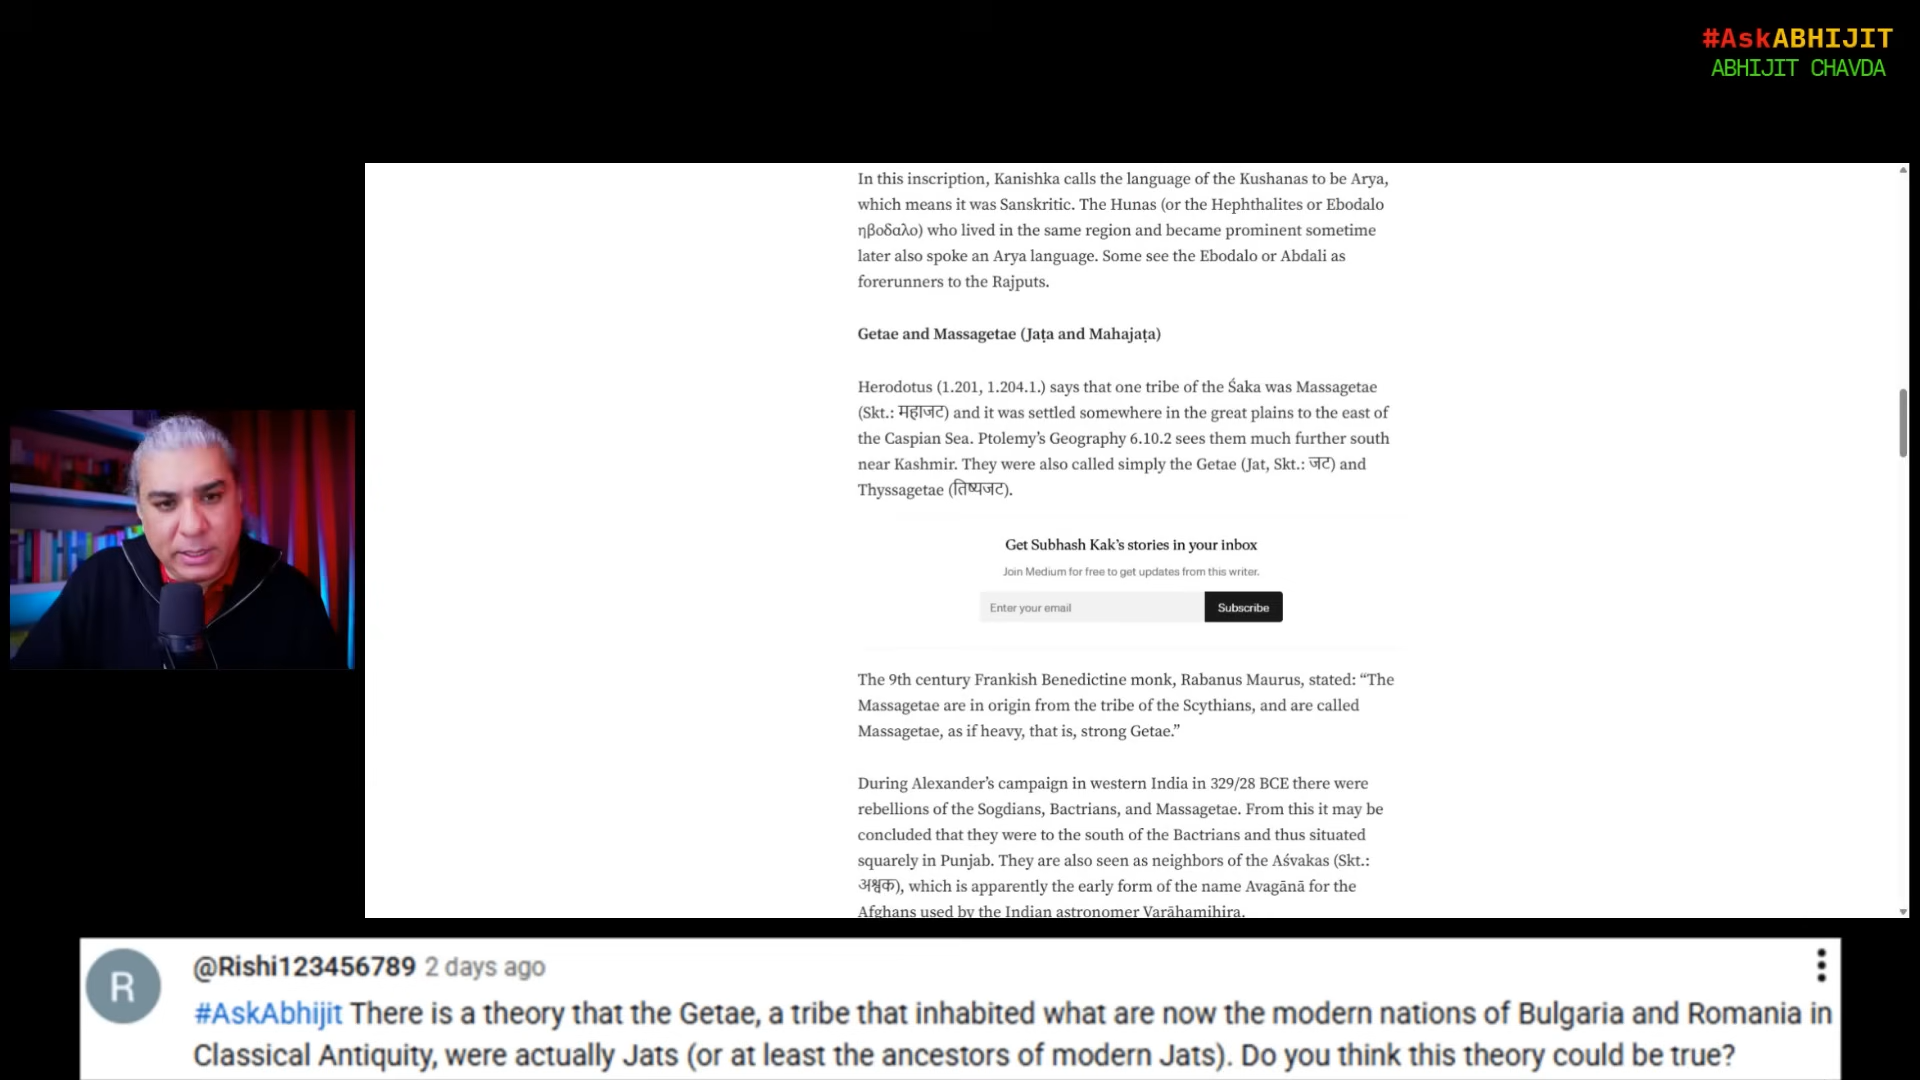 #AskABHIJIT
ABHIJIT CHAVDA
In this inscription, Kanishka calls the language of the Kushanas to be Arya,
which means it was Sanskritic. The Hunas (or the Hephthalites or Ebodalo
ηβοδαλο) who lived in the same region and became prominent sometime
later also spoke an Arya language. Some see the Ebodalo or Abdali as
forerunners to the Rajputs.
Getae and Massagetae (Jaṭa and Mahajaṭa)
Herodotus (1.201, 1.204.1.) says that one tribe of the Śaka was Massagetae
(Skt.: महाजट) and it was settled somewhere in the great plains to the east of
the Caspian Sea. Ptolemy’s Geography 6.10.2 sees them much further south
near Kashmir. They were also called simply the Getae (Jat, Skt.: जट) and
Thyssagetae (तिष्यजट).
Get Subhash Kak’s stories in your inbox
Join Medium for free to get updates from this writer.
Enter your email
Subscribe
The 9th century Frankish Benedictine monk, Rabanus Maurus, stated: “The
Massagetae are in origin from the tribe of the Scythians, and are called
Massagetae, as if heavy, that is, strong Getae.”
During Alexander’s campaign in western India in 329/28 BCE there were
rebellions of the Sogdians, Bactrians, and Massagetae. From this it may be
concluded that they were to the south of the Bactrians and thus situated
squarely in Punjab. They are also seen as neighbors of the Aśvakas (Skt.:
अश्वक), which is apparently the early form of the name Avagānā for the
Afghans used by the Indian astronomer Varāhamihira.
R
@Rishi123456789 2 days ago
#AskAbhijit There is a theory that the Getae, a tribe that inhabited what are now the modern nations of Bulgaria and Romania in
Classical Antiquity, were actually Jats (or at least the ancestors of modern Jats). Do you think this theory could be true?